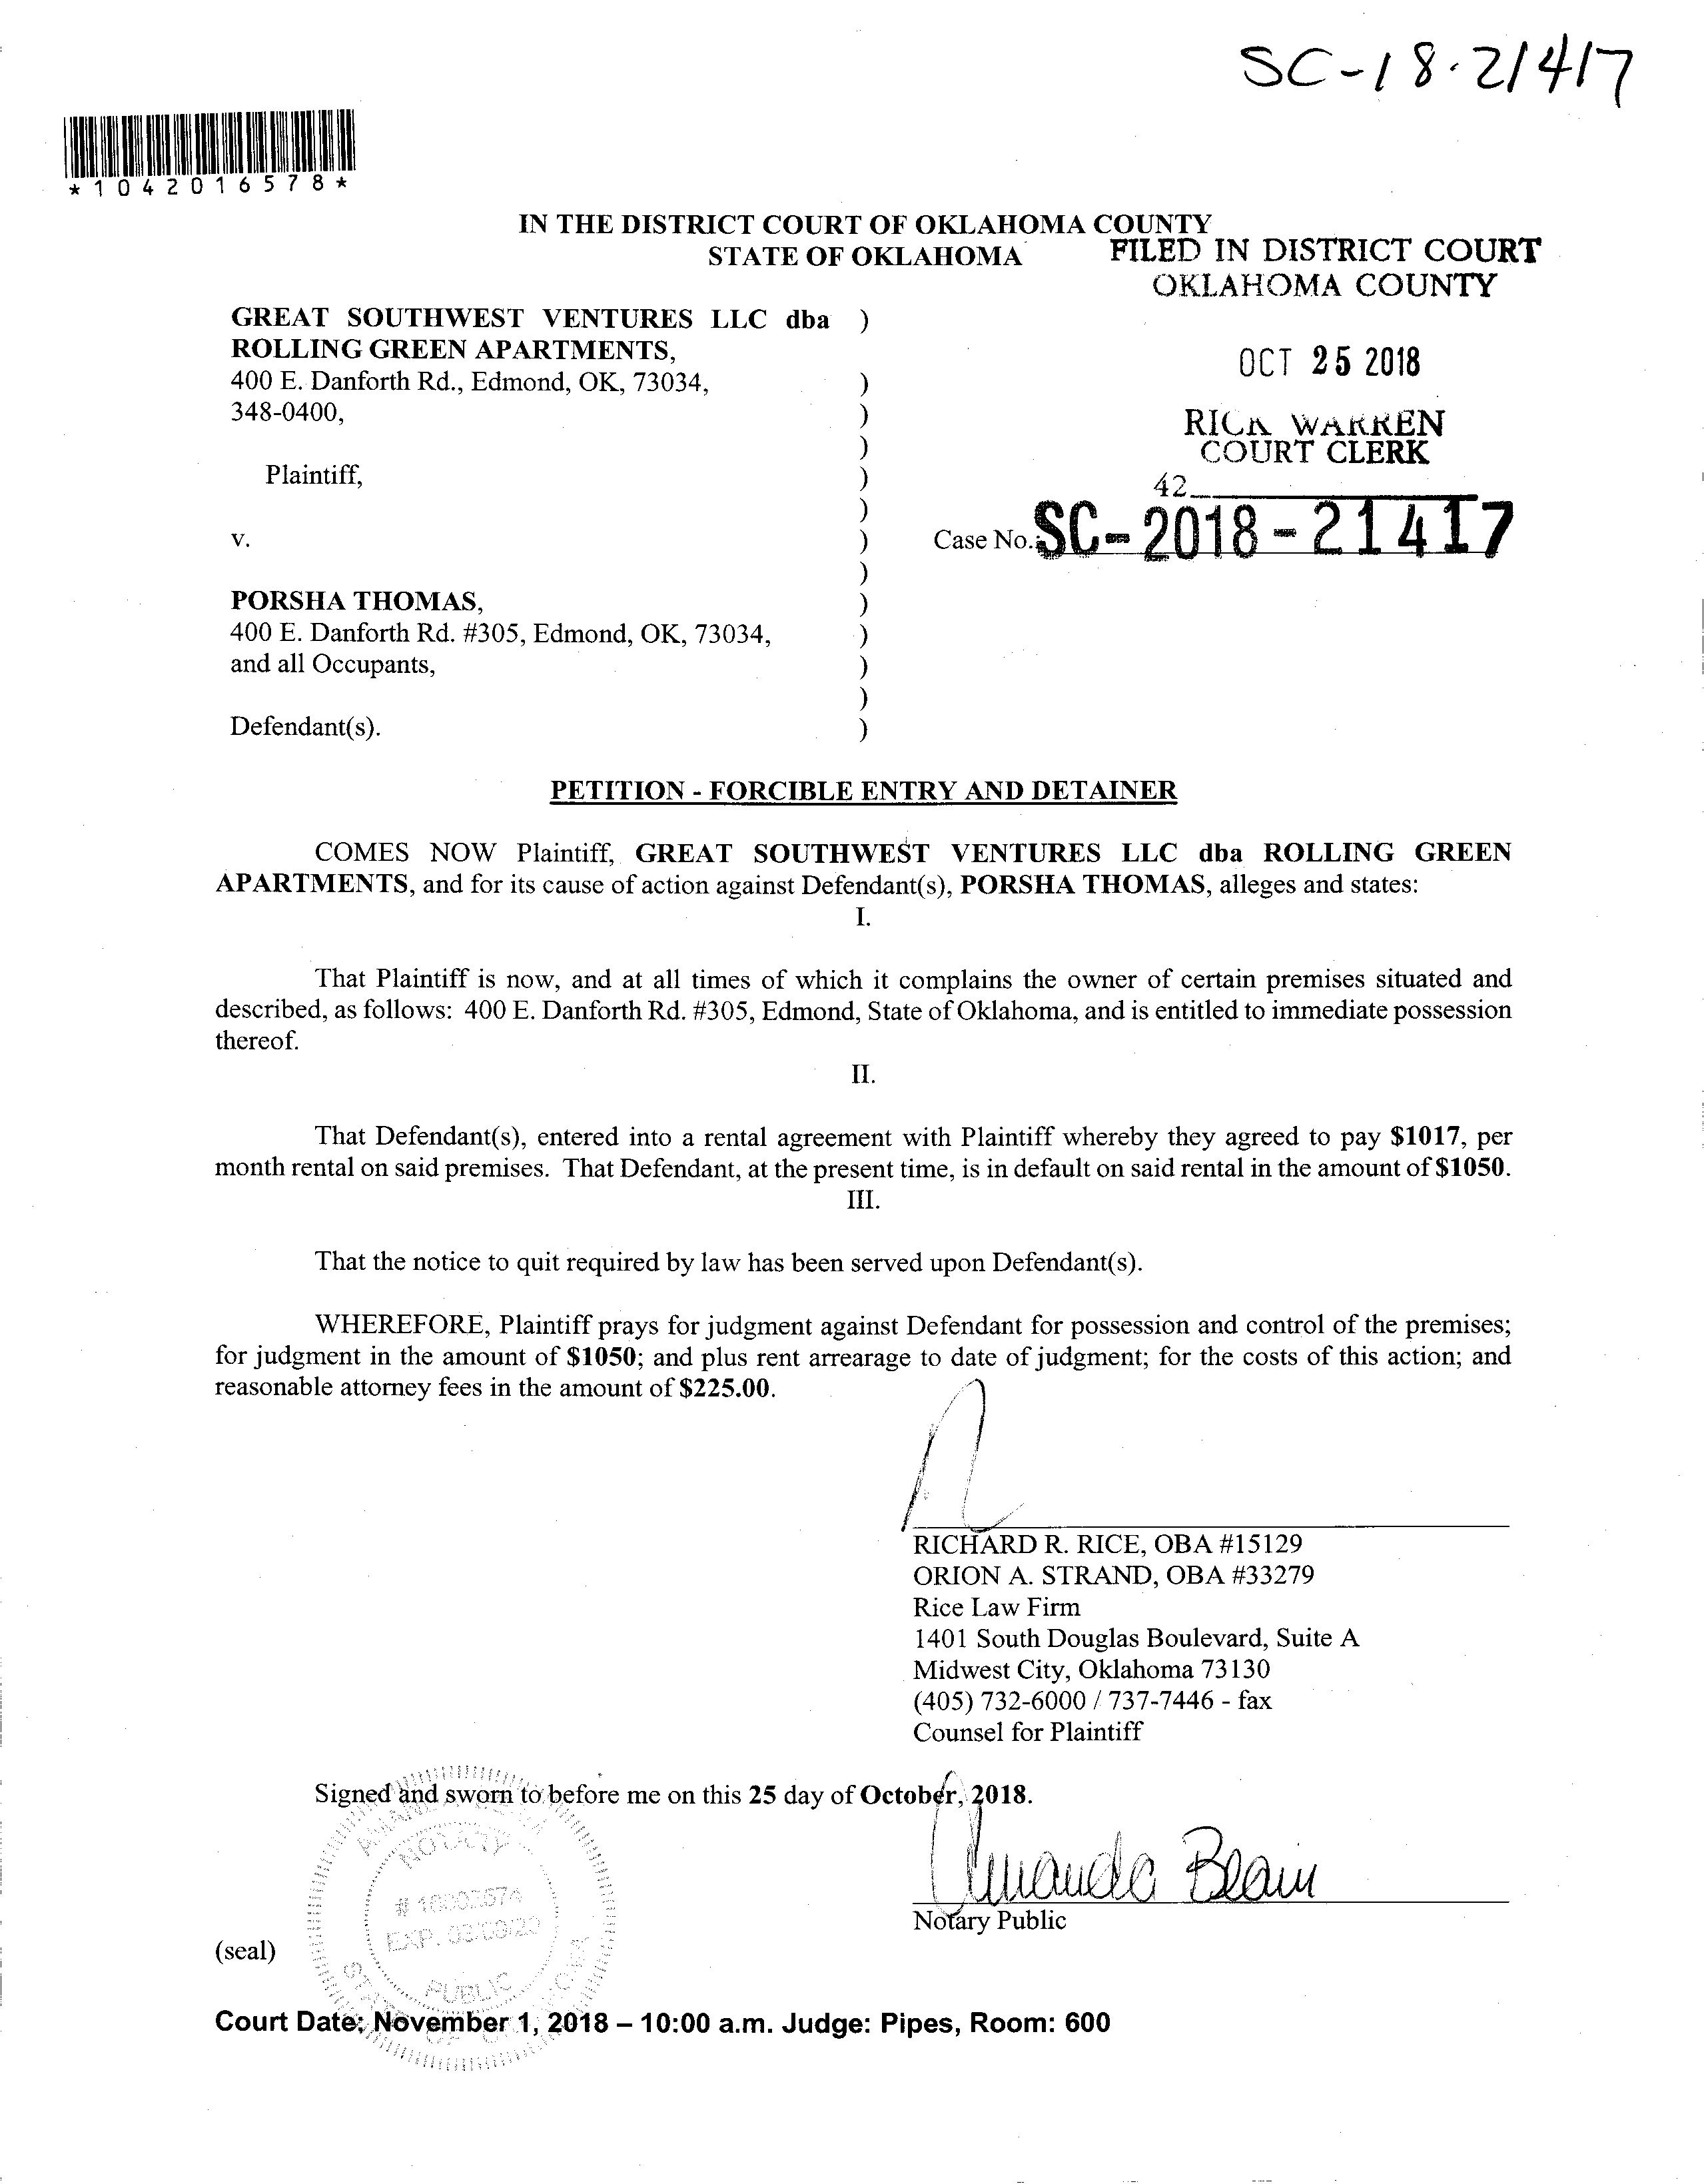 SC-18-21417
*1042016578*
IN THE DISTRICT COURT OF OKLAHOMA COUNTY
STATE OF OKLAHOMA
FILED IN DISTRICT COURT
OKLAHOMA COUNTY
OCT 25 2018
RICK WARREN
COURT CLERK
42
GREAT SOUTHWEST VENTURES LLC dba )
ROLLING GREEN APARTMENTS,
400 E. Danforth Rd., Edmond, OK, 73034, )
348-0400, )
)
Plaintiff, )
)
v. ) Case No.: SC-2018-21417
)
PORSHA THOMAS, )
400 E. Danforth Rd. #305, Edmond, OK, 73034, )
and all Occupants, )
)
Defendant(s). )
PETITION - FORCIBLE ENTRY AND DETAINER
COMES NOW Plaintiff, GREAT SOUTHWEST VENTURES LLC dba ROLLING GREEN
APARTMENTS, and for its cause of action against Defendant(s), PORSHA THOMAS, alleges and states:
I.
That Plaintiff is now, and at all times of which it complains the owner of certain premises situated and
described, as follows: 400 E. Danforth Rd. #305, Edmond, State of Oklahoma, and is entitled to immediate possession
thereof.
II.
That Defendant(s), entered into a rental agreement with Plaintiff whereby they agreed to pay $1017, per
month rental on said premises. That Defendant, at the present time, is in default on said rental in the amount of $1050.
III.
That the notice to quit required by law has been served upon Defendant(s).
WHEREFORE, Plaintiff prays for judgment against Defendant for possession and control of the premises;
for judgment in the amount of $1050; and plus rent arrearage to date of judgment; for the costs of this action; and
reasonable attorney fees in the amount of $225.00.
RICHARD R. RICE, OBA #15129
ORION A. STRAND, OBA #33279
Rice Law Firm
1401 South Douglas Boulevard, Suite A
Midwest City, Oklahoma 73130
(405) 732-6000 / 737-7446 - fax
Counsel for Plaintiff
Signed and sworn to before me on this 25 day of October, 2018.
Amanda Beam
Notary Public
NOTARY
EXP.
PUBLIC
(seal)
Court Date: November 1, 2018 – 10:00 a.m. Judge: Pipes, Room: 600